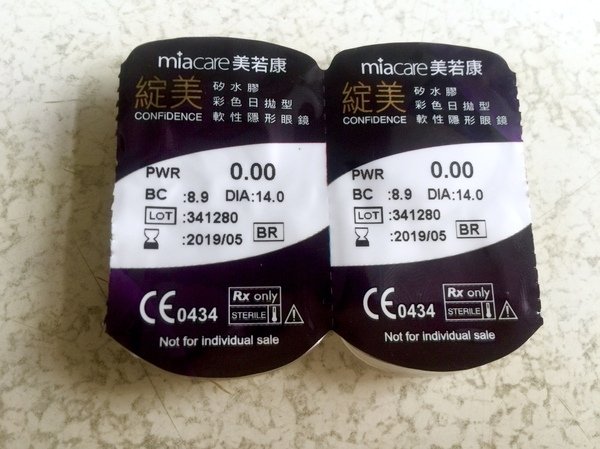 miacare 美若康
綻美
CONFiDENCE
矽水膠
彩色日拋型
軟性隱形眼鏡
PWR 0.00
BC :8.9 DIA:14.0
LOT :341280
:2019/05 BR
CE0434
Rx only
STERILE
Not for individual sale
miacare 美若康
綻美
CONFiDENCE
矽水膠
彩色日拋型
軟性隱形眼鏡
PWR 0.00
BC :8.9 DIA:14.0
LOT :341280
:2019/05 BR
CE0434
Rx only
STERILE
Not for individual sale